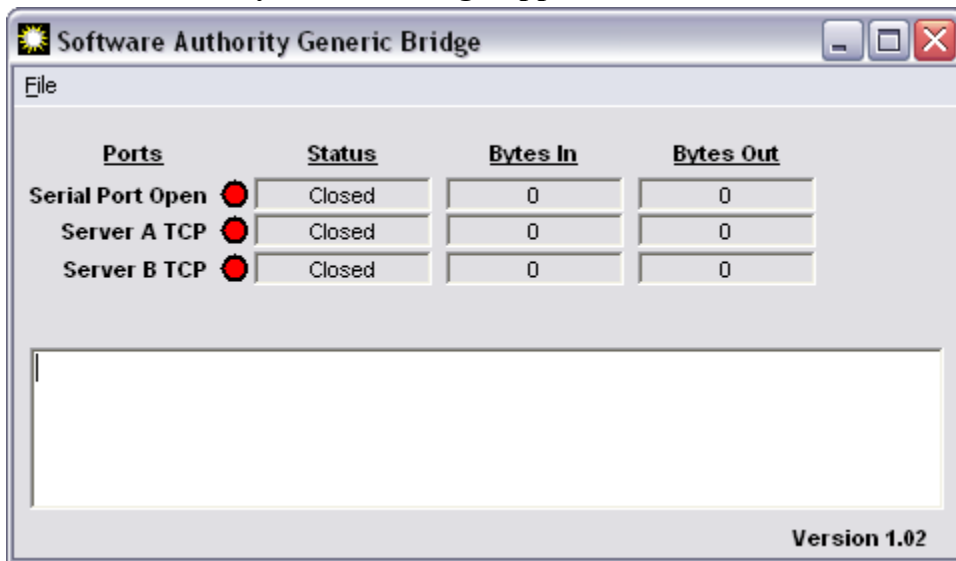 Software Authority Generic Bridge
File
Ports Status Bytes In Bytes Out
Serial Port Open Closed 0 0
Server A TCP Closed 0 0
Server B TCP Closed 0 0
Version 1.02